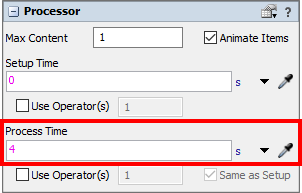 Processor
Max Content 1 Animate Items
Setup Time
0 s
Use Operator(s) 1
Process Time
4 s
Use Operator(s) 1 Same as Setup